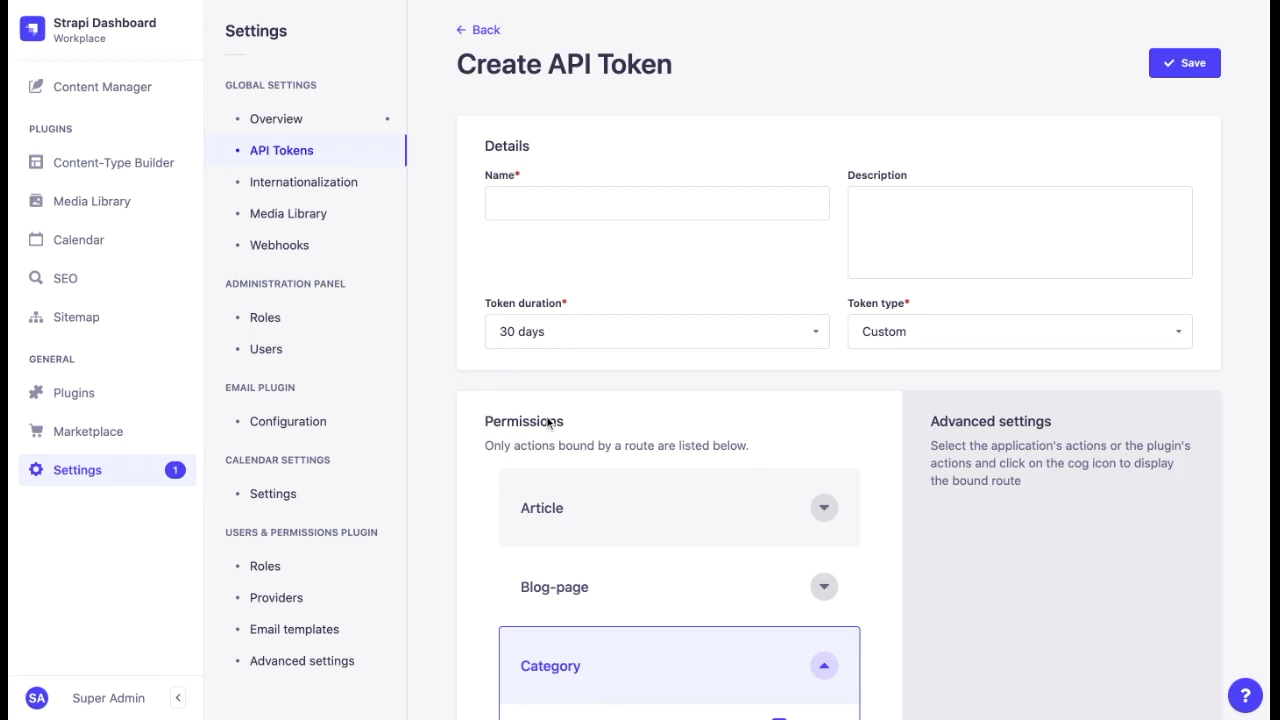 Strapi Dashboard
Workplace
Content Manager
PLUGINS
Content-Type Builder
Media Library
Calendar
SEO
Sitemap
GENERAL
Plugins
Marketplace
Settings
1
SA
Super Admin
Settings
GLOBAL SETTINGS
Overview
API Tokens
Internationalization
Media Library
Webhooks
ADMINISTRATION PANEL
Roles
Users
EMAIL PLUGIN
Configuration
CALENDAR SETTINGS
Settings
USERS & PERMISSIONS PLUGIN
Roles
Providers
Email templates
Advanced settings
Back
Create API Token
Save
Details
Name*
Description
Token duration*
30 days
Token type*
Custom
Permissions
Only actions bound by a route are listed below.
Article
Blog-page
Category
Advanced settings
Select the application's actions or the plugin's
actions and click on the cog icon to display
the bound route
?